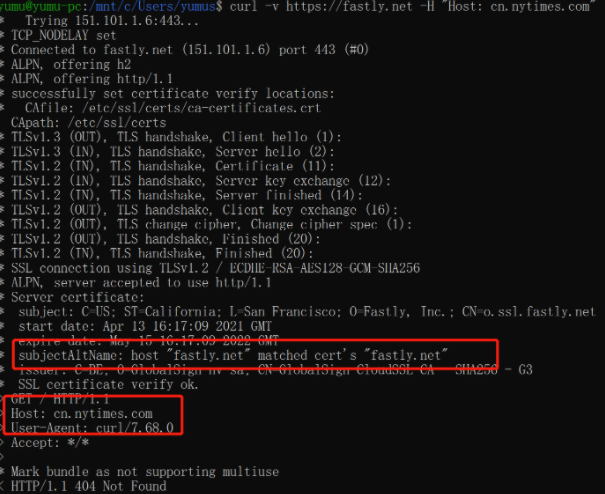 yumu@yumu-pc:/mnt/c/Users/yumus$ curl -v https://fastly.net -H "Host: cn.nytimes.com"
* Trying 151.101.1.6:443...
* TCP_NODELAY set
* Connected to fastly.net (151.101.1.6) port 443 (#0)
* ALPN, offering h2
* ALPN, offering http/1.1
* successfully set certificate verify locations:
* CAfile: /etc/ssl/certs/ca-certificates.crt
CApath: /etc/ssl/certs
* TLSv1.3 (OUT), TLS handshake, Client hello (1):
* TLSv1.3 (IN), TLS handshake, Server hello (2):
* TLSv1.2 (IN), TLS handshake, Certificate (11):
* TLSv1.2 (IN), TLS handshake, Server key exchange (12):
* TLSv1.2 (IN), TLS handshake, Server finished (14):
* TLSv1.2 (OUT), TLS handshake, Client key exchange (16):
* TLSv1.2 (OUT), TLS change cipher, Change cipher spec (1):
* TLSv1.2 (OUT), TLS handshake, Finished (20):
* TLSv1.2 (IN), TLS handshake, Finished (20):
* SSL connection using TLSv1.2 / ECDHE-RSA-AES128-GCM-SHA256
* ALPN, server accepted to use http/1.1
* Server certificate:
* subject: C=US; ST=California; L=San Francisco; O=Fastly, Inc.; CN=o.ssl.fastly.net
* start date: Apr 13 16:17:09 2021 GMT
* expire date: May 15 16:17:09 2022 GMT
* subjectAltName: host "fastly.net" matched cert's "fastly.net"
* issuer: C=BE; O=GlobalSign nv-sa; CN=GlobalSign CloudSSL CA - SHA256 - G3
* SSL certificate verify ok.
> GET / HTTP/1.1
> Host: cn.nytimes.com
> User-Agent: curl/7.68.0
> Accept: */*
>
* Mark bundle as not supporting multiuse
< HTTP/1.1 404 Not Found